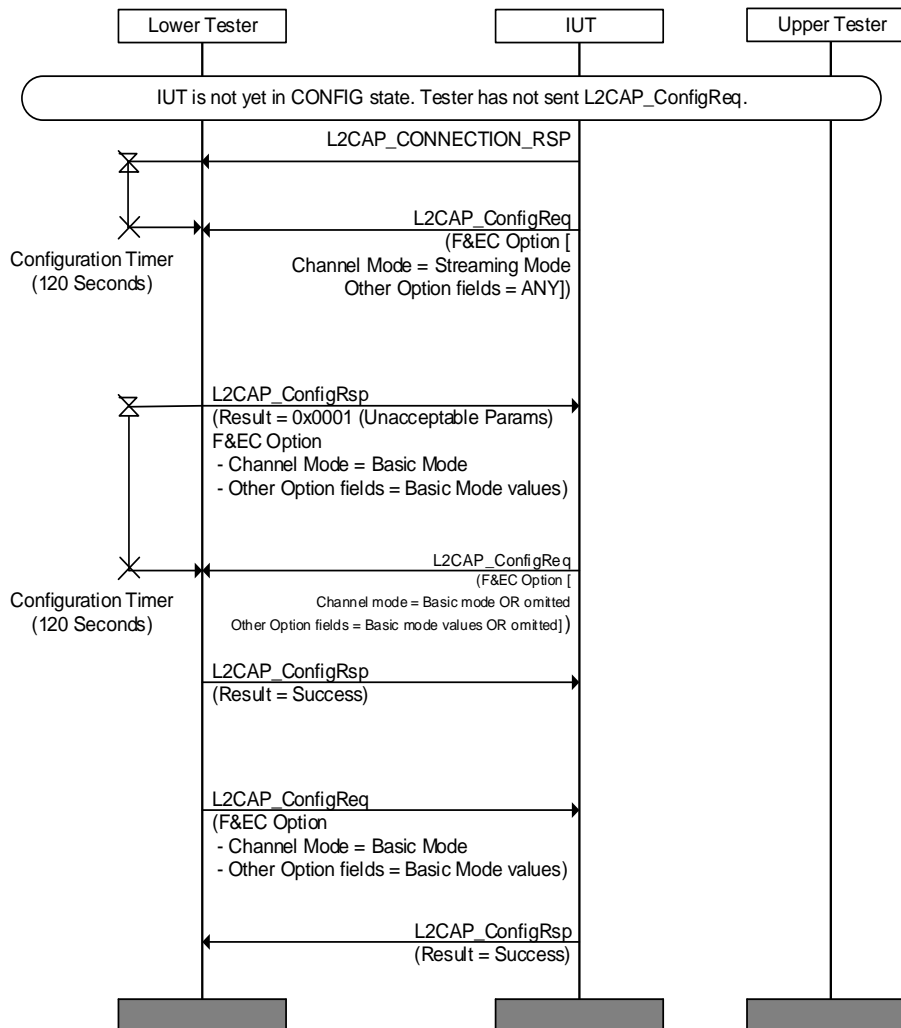 Lower Tester
IUT
Upper Tester
IUT is not yet in CONFIG state. Tester has not sent L2CAP_ConfigReq.
L2CAP_CONNECTION_RSP
L2CAP_ConfigReq
(F&EC Option [
Channel Mode = Streaming Mode
Other Option fields = ANY])
Configuration Timer
(120 Seconds)
L2CAP_ConfigRsp
(Result = 0x0001 (Unacceptable Params)
F&EC Option
- Channel Mode = Basic Mode
- Other Option fields = Basic Mode values)
L2CAP_ConfigReq
(F&EC Option [
Channel mode = Basic mode OR omitted
Other Option fields = Basic mode values OR omitted] )
Configuration Timer
(120 Seconds)
L2CAP_ConfigRsp
(Result = Success)
L2CAP_ConfigReq
(F&EC Option
- Channel Mode = Basic Mode
- Other Option fields = Basic Mode values)
L2CAP_ConfigRsp
(Result = Success)